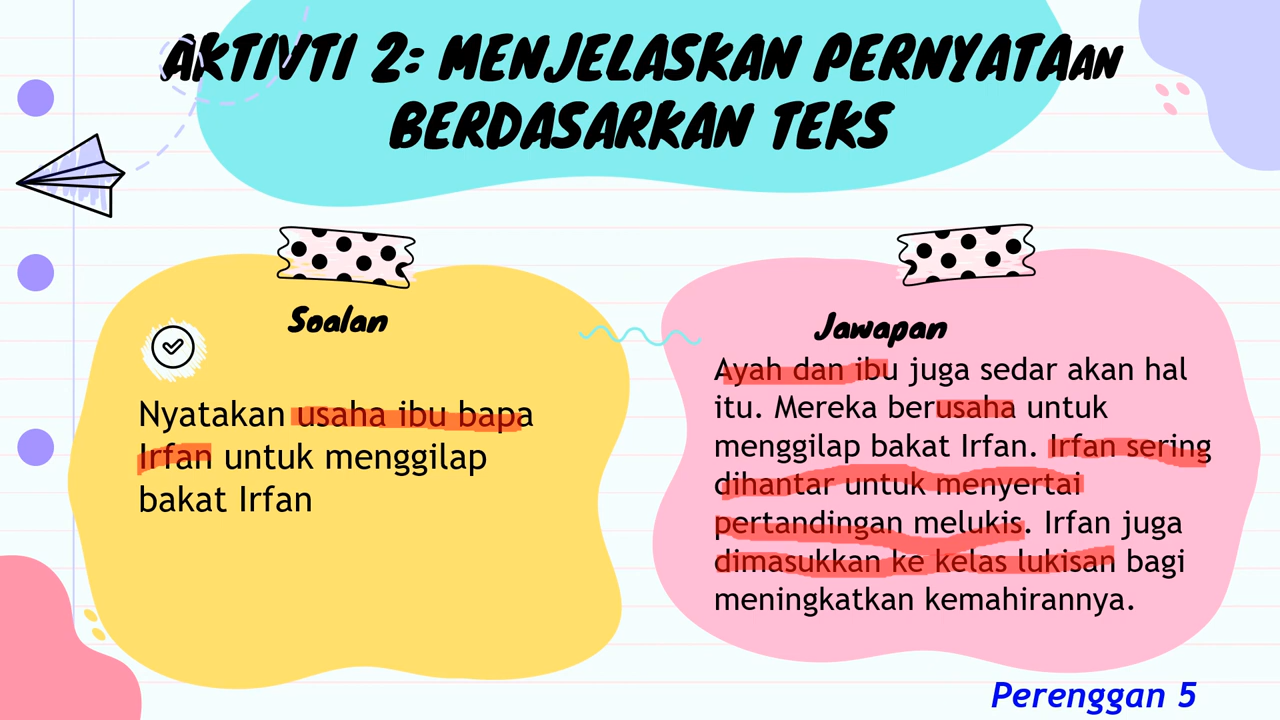 AKTIVTI 2: MENJELASKAN PERNYATAAN
BERDASARKAN TEKS
Soalan
Nyatakan usaha ibu bapa
Irfan untuk menggilap
bakat Irfan
Jawapan
Ayah dan ibu juga sedar akan hal
itu. Mereka berusaha untuk
menggilap bakat Irfan. Irfan sering
dihantar untuk menyertai
pertandingan melukis. Irfan juga
dimasukkan ke kelas lukisan bagi
meningkatkan kemahirannya.
Perenggan 5